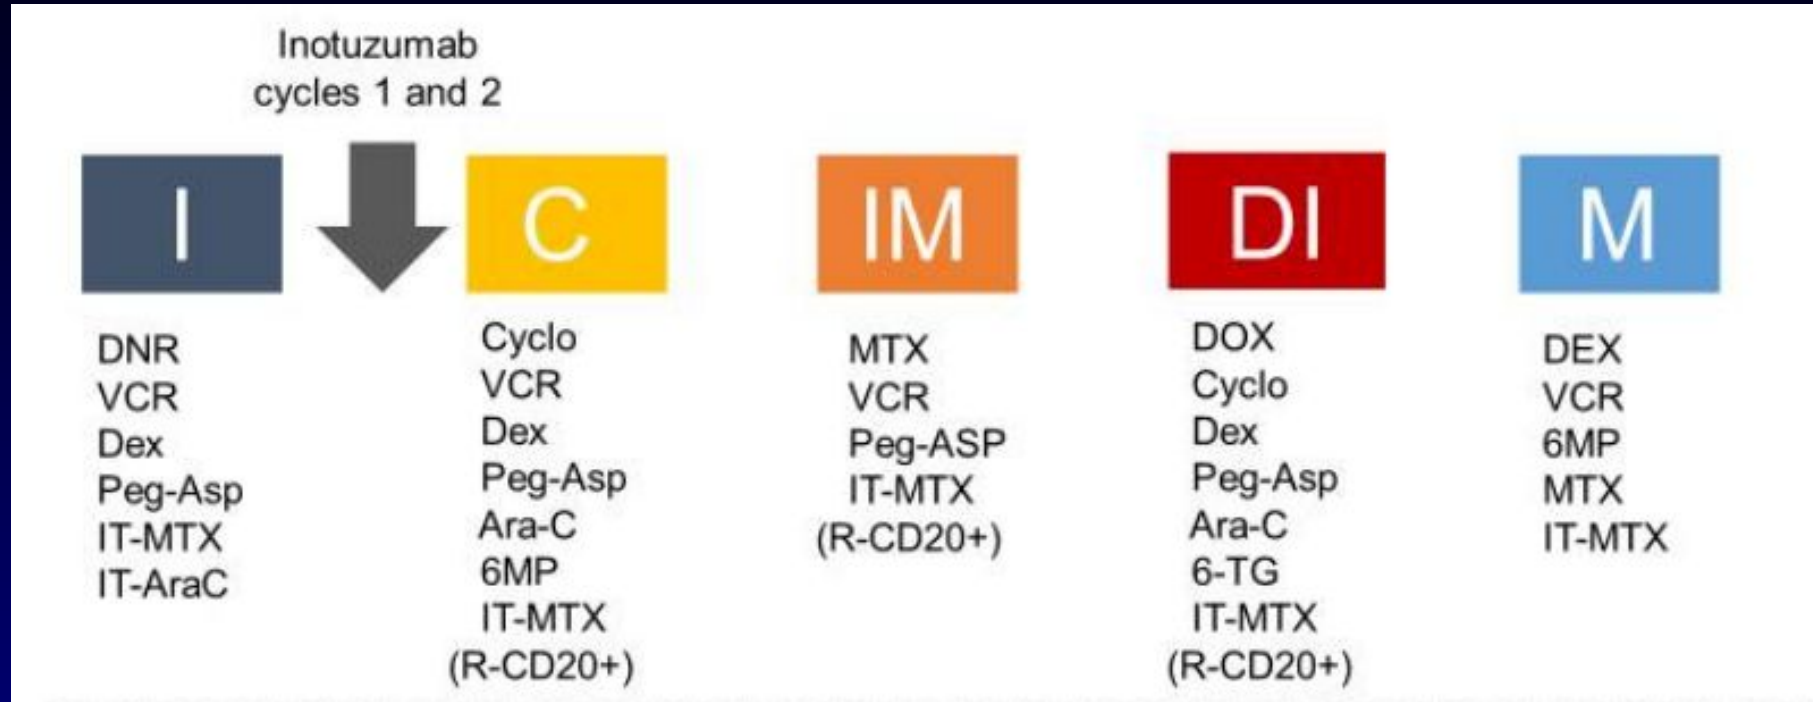 Inotuzumab
cycles 1 and 2
I
C
IM
DI
M
DNR
VCR
Dex
Peg-Asp
IT-MTX
IT-AraC
Cyclo
VCR
Dex
Peg-Asp
Ara-C
6MP
IT-MTX
(R-CD20+)
MTX
VCR
Peg-ASP
IT-MTX
(R-CD20+)
DOX
Cyclo
Dex
Peg-Asp
Ara-C
6-TG
IT-MTX
(R-CD20+)
DEX
VCR
6MP
MTX
IT-MTX